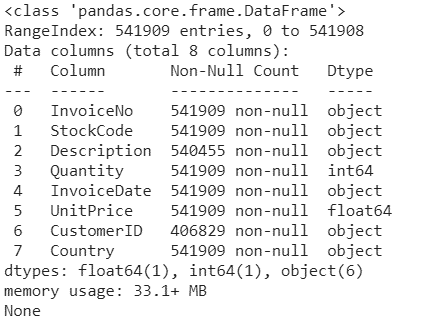 <class 'pandas.core.frame.DataFrame'>
RangeIndex: 541909 entries, 0 to 541908
Data columns (total 8 columns):
 #   Column       Non-Null Count   Dtype
---  ------       --------------   -----
 0   InvoiceNo    541909 non-null  object
 1   StockCode    541909 non-null  object
 2   Description  540455 non-null  object
 3   Quantity     541909 non-null  int64
 4   InvoiceDate  541909 non-null  object
 5   UnitPrice    541909 non-null  float64
 6   CustomerID   406829 non-null  object
 7   Country      541909 non-null  object
dtypes: float64(1), int64(1), object(6)
memory usage: 33.1+ MB
None